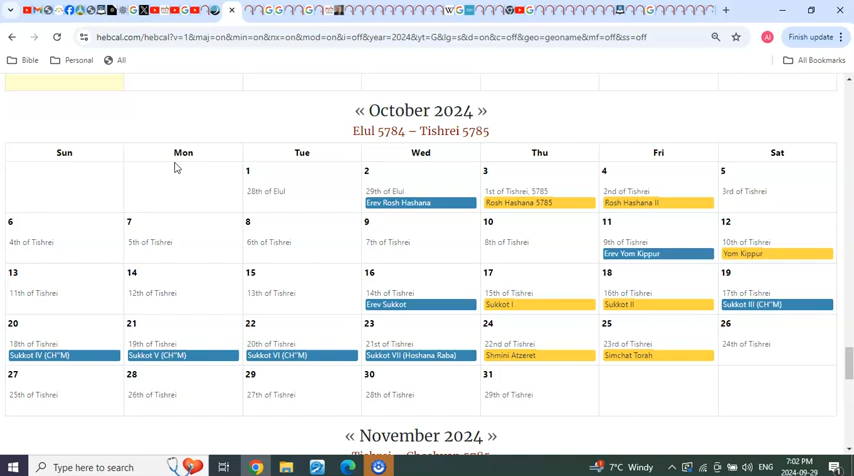 Finish update
hebcal.com/hebcal?v=1&maj=on&min=on&nx=on&mod=on&i=off&year=2024&yt=G&lg=s&d=on&c=off&geo=geoname&mf=off&ss=off
AI
Bible
Personal
All
All Bookmarks
« October 2024 »
Elul 5784 – Tishrei 5785
Sun Mon Tue Wed Thu Fri Sat
1 2 3 4 5
28th of Elul 29th of Elul 1st of Tishrei, 5785 2nd of Tishrei 3rd of Tishrei
Erev Rosh Hashana Rosh Hashana 5785 Rosh Hashana II
6 7 8 9 10 11 12
4th of Tishrei 5th of Tishrei 6th of Tishrei 7th of Tishrei 8th of Tishrei 9th of Tishrei 10th of Tishrei
Erev Yom Kippur Yom Kippur
13 14 15 16 17 18 19
11th of Tishrei 12th of Tishrei 13th of Tishrei 14th of Tishrei 15th of Tishrei 16th of Tishrei 17th of Tishrei
Erev Sukkot Sukkot I Sukkot II Sukkot III (CH''M)
20 21 22 23 24 25 26
18th of Tishrei 19th of Tishrei 20th of Tishrei 21st of Tishrei 22nd of Tishrei 23rd of Tishrei 24th of Tishrei
Sukkot IV (CH''M) Sukkot V (CH''M) Sukkot VI (CH''M) Sukkot VII (Hoshana Raba) Shmini Atzeret Simchat Torah
27 28 29 30 31
25th of Tishrei 26th of Tishrei 27th of Tishrei 28th of Tishrei 29th of Tishrei
« November 2024 »
Type here to search
7°C Windy
ENG
7:02 PM
2024-09-29